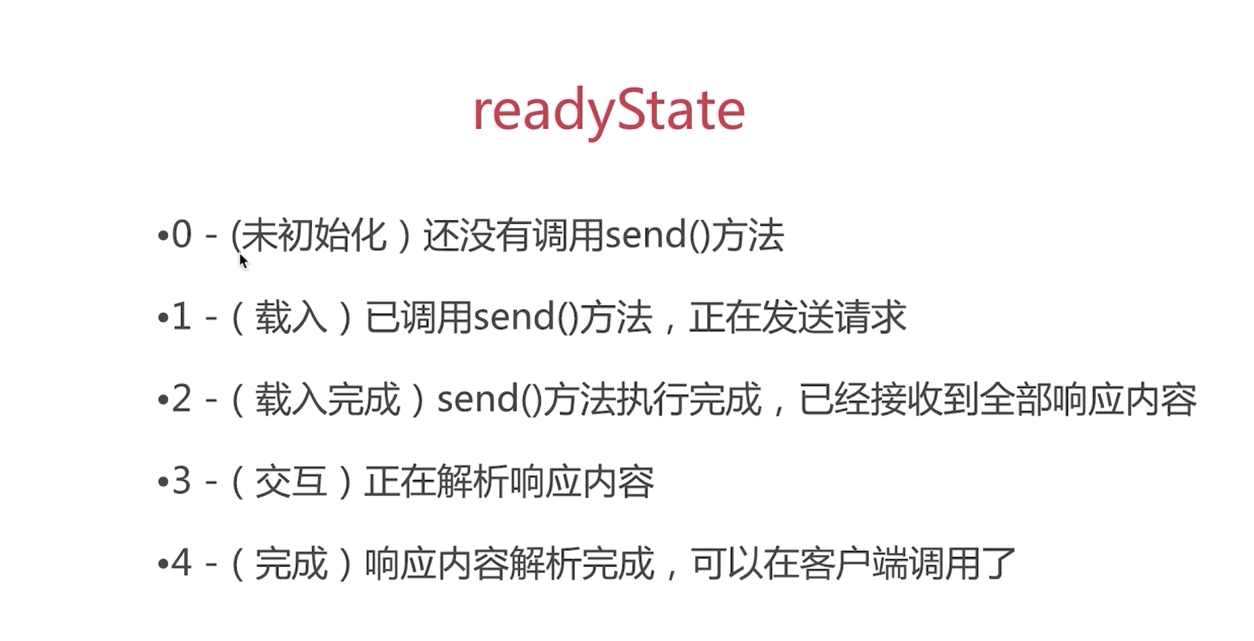 readyState
•0 - (未初始化）还没有调用send()方法
•1 -（载入）已调用send()方法，正在发送请求
•2 -（载入完成）send()方法执行完成，已经接收到全部响应内容
•3 -（交互）正在解析响应内容
•4 -（完成）响应内容解析完成，可以在客户端调用了